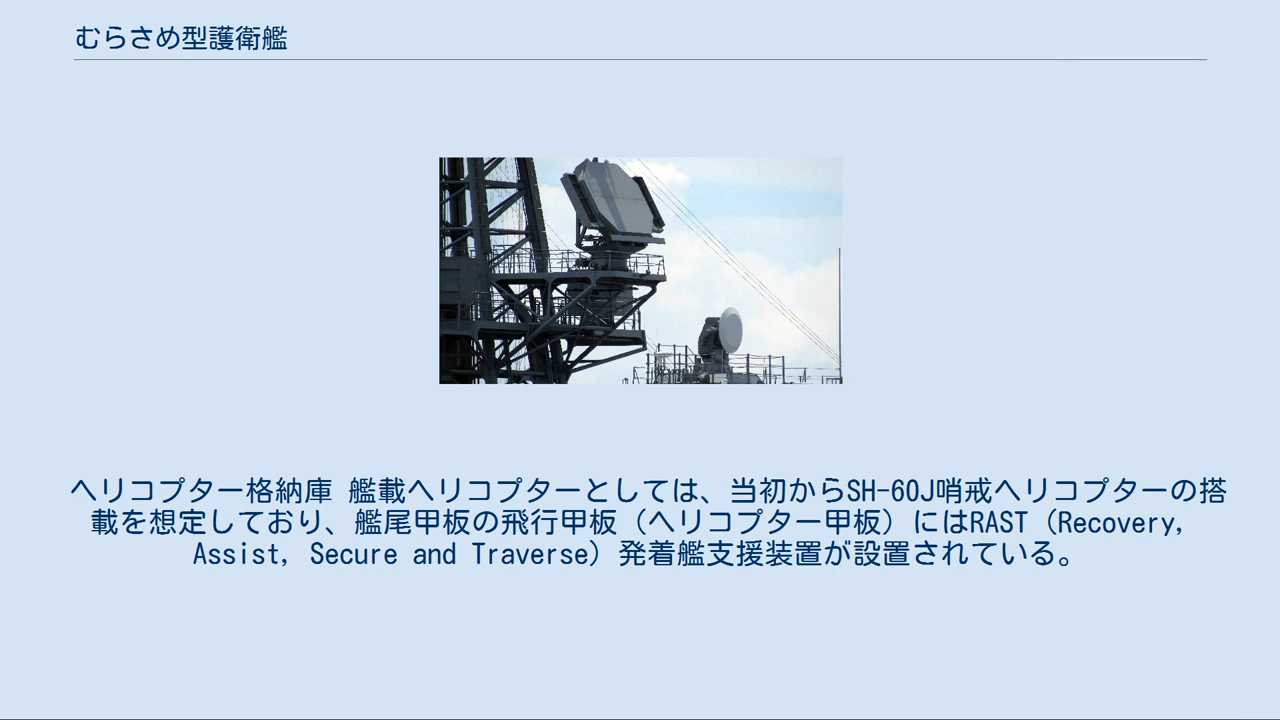 むらさめ型護衛艦
ヘリコプター格納庫 艦載ヘリコプターとしては、当初からSH-60J哨戒ヘリコプターの搭
載を想定しており、艦尾甲板の飛行甲板（ヘリコプター甲板）にはRAST（Recovery,
Assist, Secure and Traverse）発着艦支援装置が設置されている。